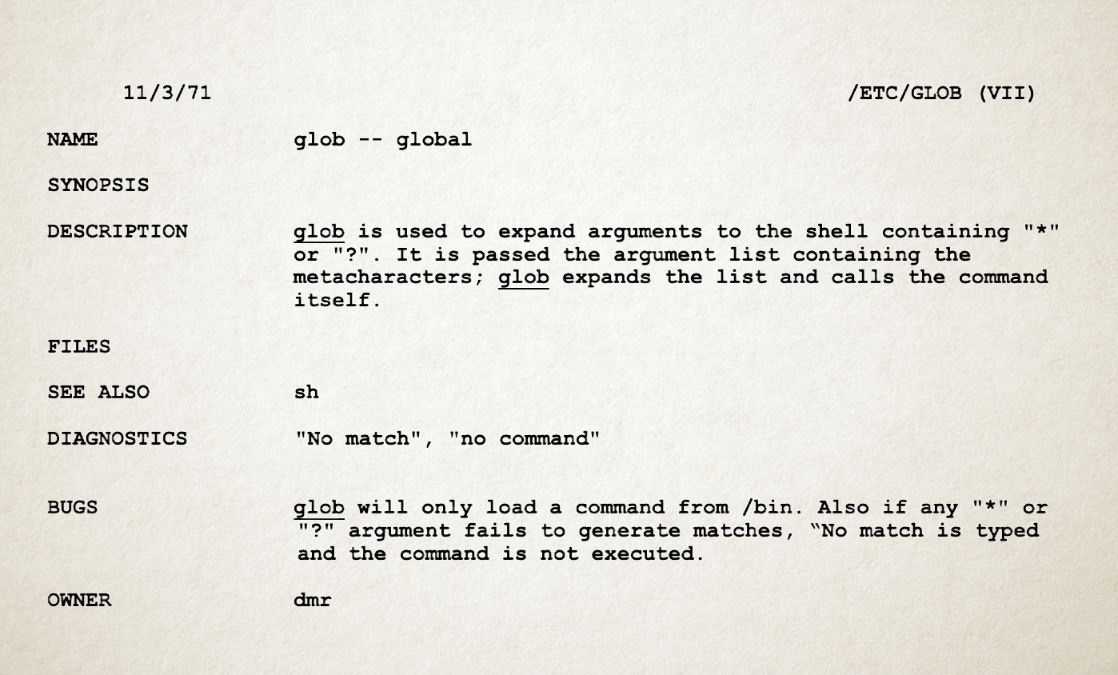 11/3/71 /ETC/GLOB (VII)
NAME glob -- global
SYNOPSIS
DESCRIPTION glob is used to expand arguments to the shell containing "*"
or "?". It is passed the argument list containing the
metacharacters; glob expands the list and calls the command
itself.
FILES
SEE ALSO sh
DIAGNOSTICS "No match", "no command"
BUGS glob will only load a command from /bin. Also if any "*" or
"?" argument fails to generate matches, “No match is typed
and the command is not executed.
OWNER dmr